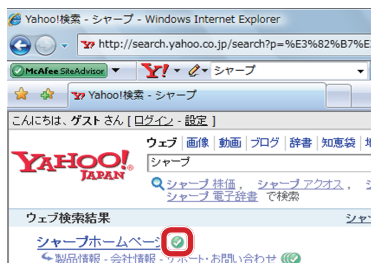 Yahoo!検索 - シャープ - Windows Internet Explorer
http://search.yahoo.co.jp/search?p=%E3%82%B7%E
McAfee SiteAdvisor Y! シャープ
Yahoo!検索 - シャープ
こんにちは、ゲストさん [ ログイン - 設定 ]
ウェブ | 画像 | 動画 | ブログ | 辞書 | 知恵袋
YAHOO! JAPAN シャープ
シャープ 株価 , シャープ アクオス ,
シャープ 電子辞書 で検索
ウェブ検索結果 シャ
シャープホームペー
製品情報 - 会社情報 - サポート・お問い合わせ